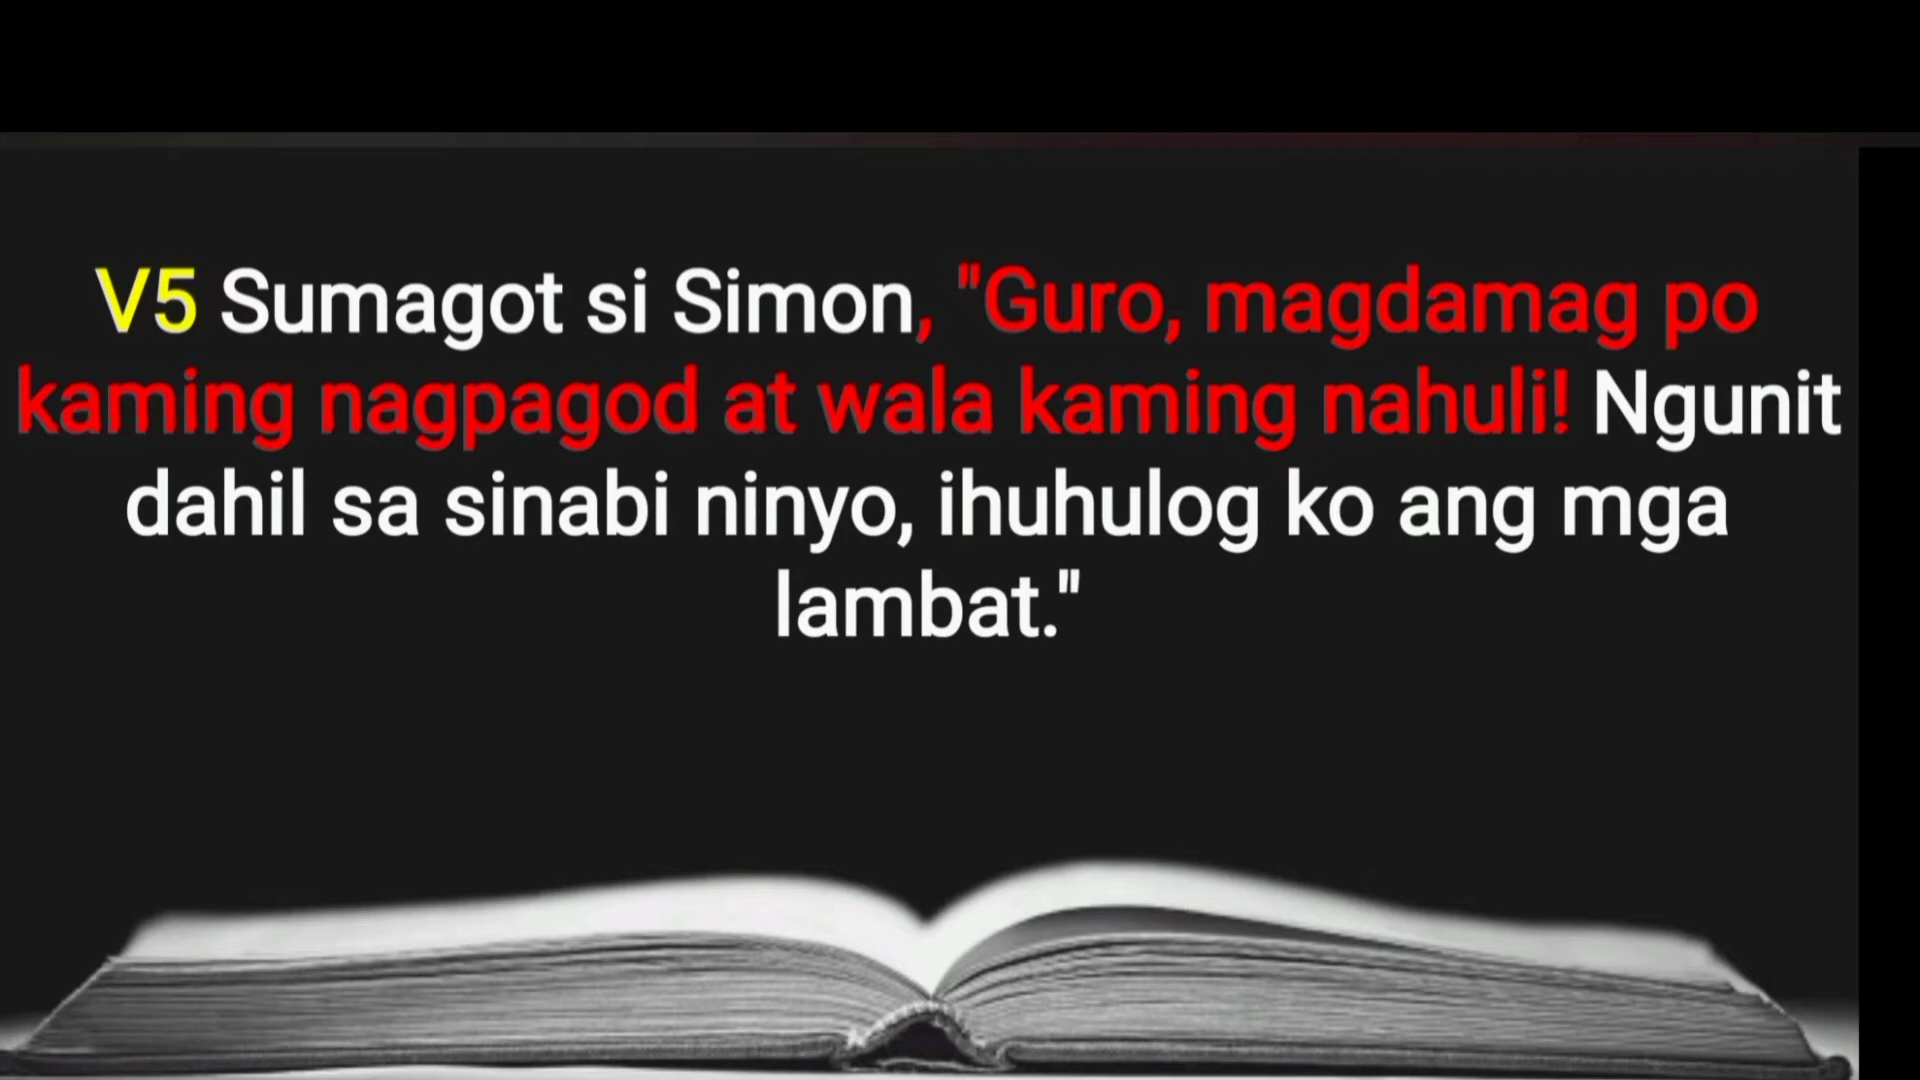 V5 Sumagot si Simon, "Guro, magdamag po
kaming nagpagod at wala kaming nahuli! Ngunit
dahil sa sinabi ninyo, ihuhulog ko ang mga
lambat."